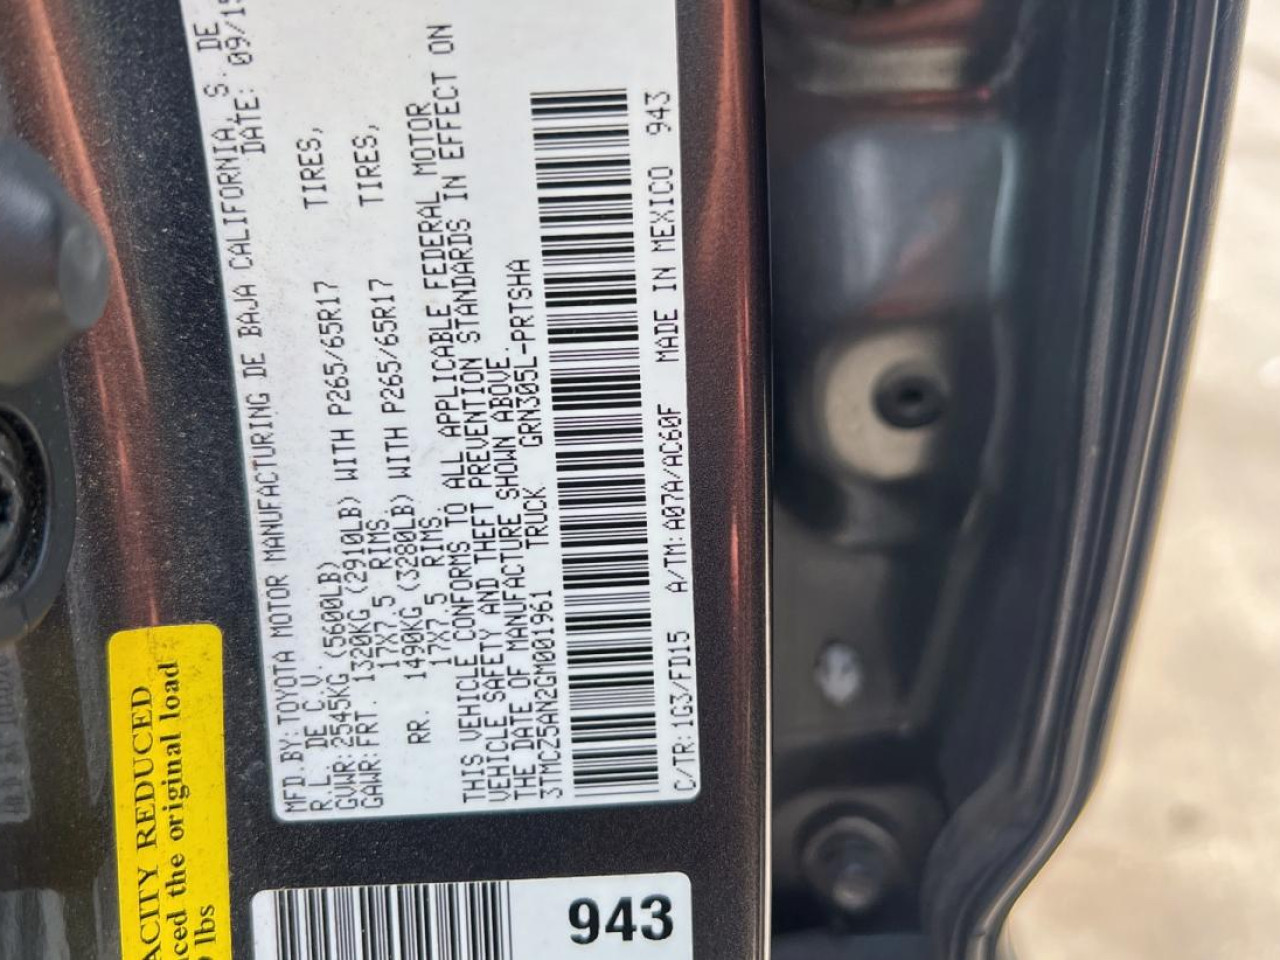 MFD.BY:TOYOTA MOTOR MANUFACTURING DE BAJA CALIFORNIA, S. DE
R.L. DE C.V. DATE: 09/15
GVWR:2545KG (5600LB)
GAWR:FRT. 1320KG (2910LB) WITH P265/65R17 TIRES,
17X7.5 RIMS.
RR. 1490KG (3280LB) WITH P265/65R17 TIRES,
17X7.5 RIMS.
THIS VEHICLE CONFORMS TO ALL APPLICABLE FEDERAL MOTOR
VEHICLE SAFETY AND THEFT PREVENTION STANDARDS IN EFFECT ON
THE DATE OF MANUFACTURE SHOWN ABOVE.
3TMCZ5AN2GM001961 TRUCK GRN305L-PRTSHA
C/TR:1G3/FD15 A/TM:A07A/AC60F MADE IN MEXICO 943
ACITY REDUCED
ced the original load
lbs
943